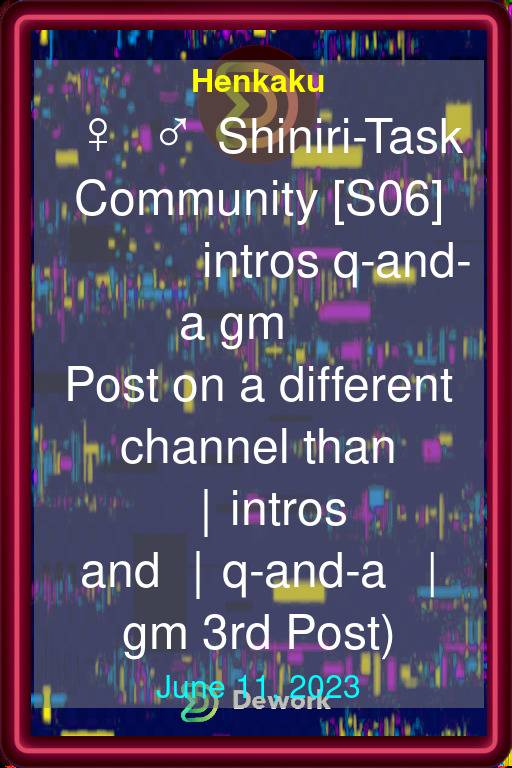 Henkaku
♀ ♂ Shiniri-Task
Community [S06]
intros q-and-
a gm
Post on a different
channel than
| intros
and | q-and-a |
gm 3rd Post)
June 11, 2023
Dework